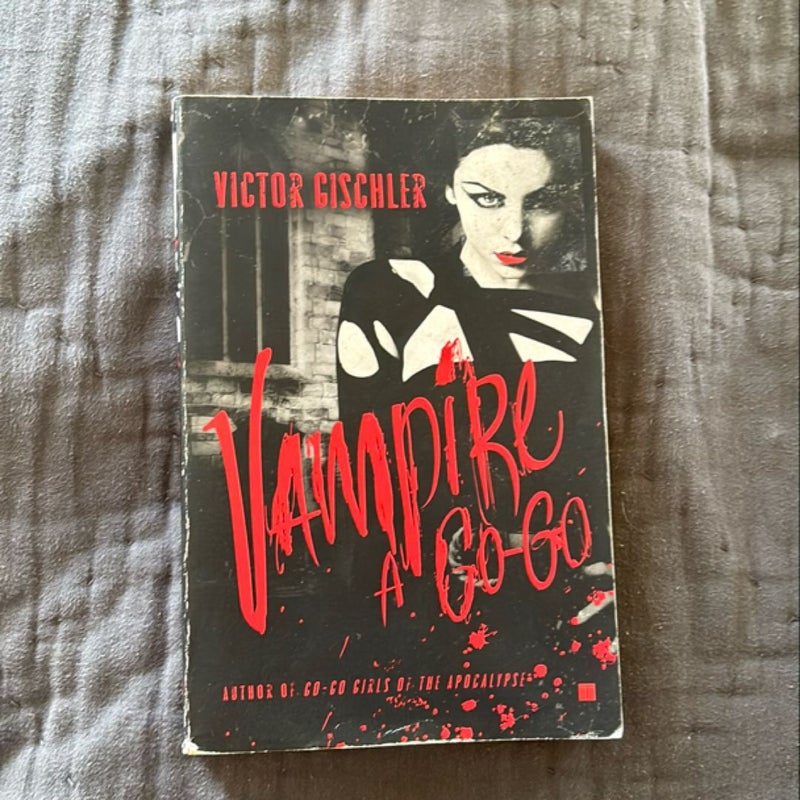 VICTOR GISCHLER
VAMPIRE
A GO-GO
AUTHOR OF GO-GO GIRLS OF THE APOCALYPSE